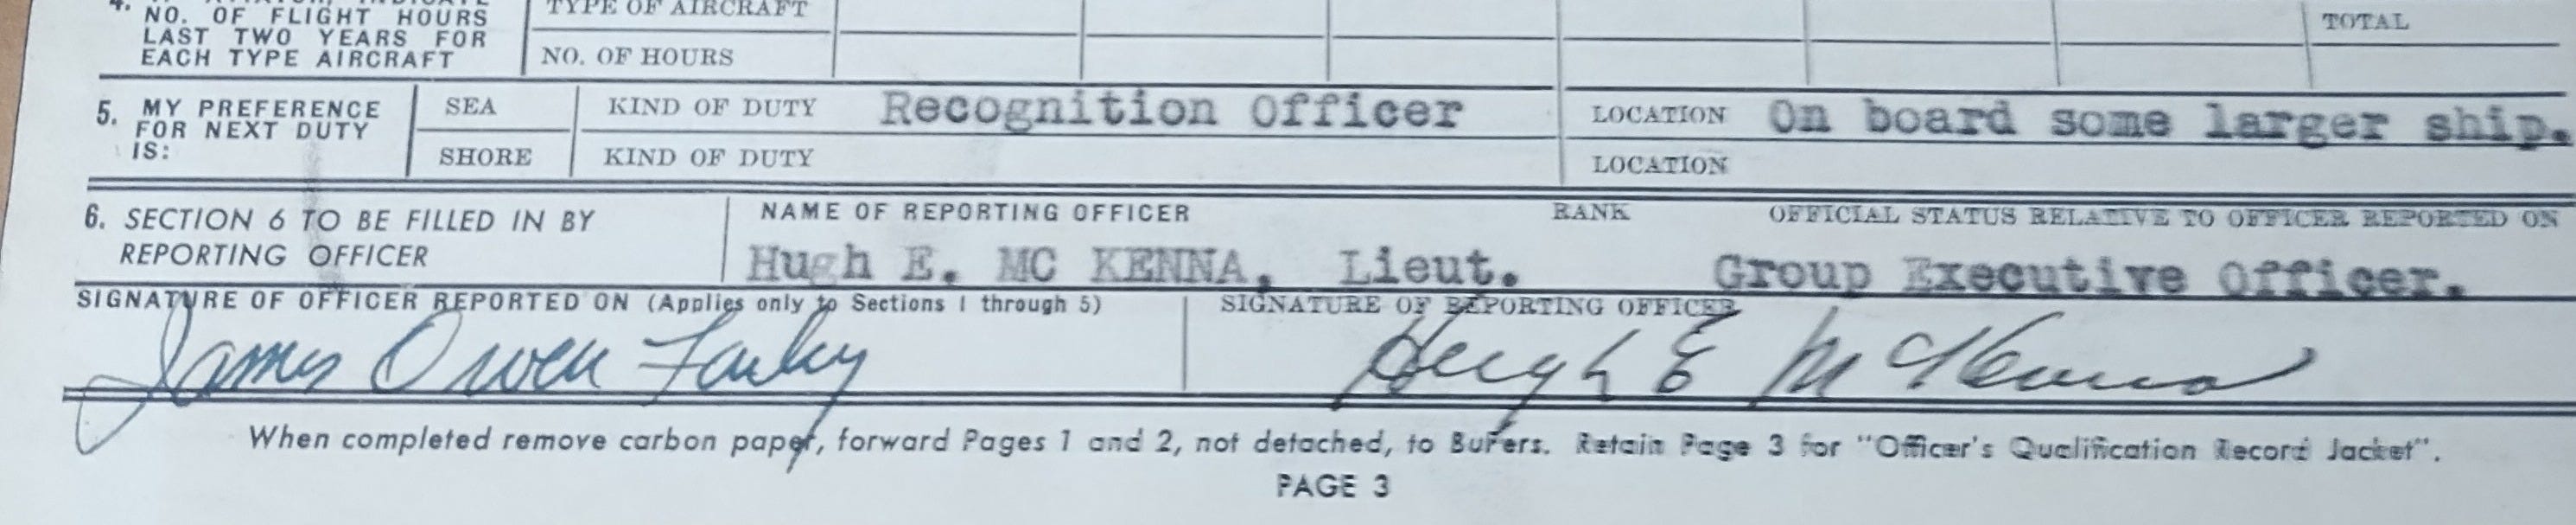 NO. OF FLIGHT HOURS
LAST TWO YEARS FOR
EACH TYPE AIRCRAFT
TYPE OF AIRCRAFT
NO. OF HOURS
TOTAL
5. MY PREFERENCE
FOR NEXT DUTY
IS:
SEA
KIND OF DUTY Recognition Officer
LOCATION On board some larger ship.
SHORE
KIND OF DUTY
LOCATION
6. SECTION 6 TO BE FILLED IN BY
REPORTING OFFICER
NAME OF REPORTING OFFICER
RANK
OFFICIAL STATUS RELATIVE TO OFFICER REPORTED ON
Hugh E. MC KENNA, Lieut.
Group Executive Officer.
SIGNATURE OF OFFICER REPORTED ON (Applies only to Sections 1 through 5)
James Owen Farley
SIGNATURE OF REPORTING OFFICER
Hugh E McKenna
When completed remove carbon paper, forward Pages 1 and 2, not detached, to BuPers. Retain Page 3 for "Officer's Qualification Record Jacket".
PAGE 3